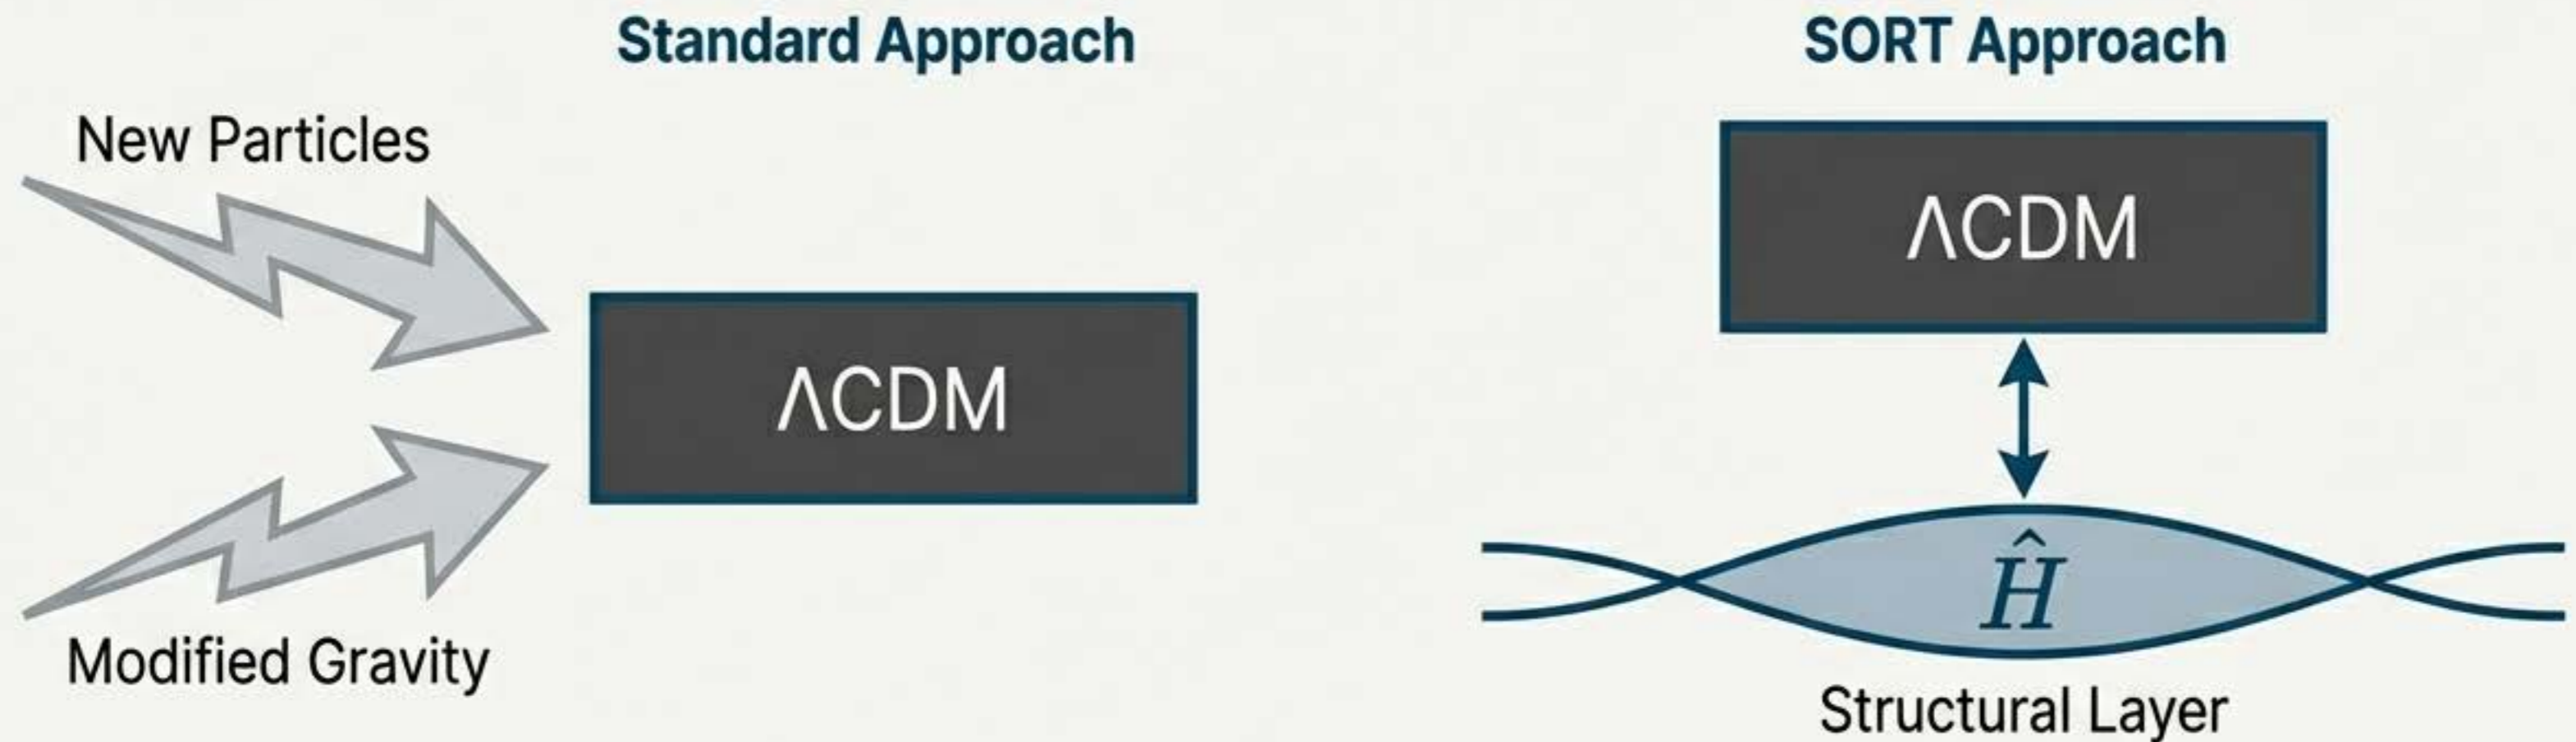 Standard Approach
New Particles
ΛCDM
Modified Gravity
SORT Approach
ΛCDM
Ĥ
Structural Layer